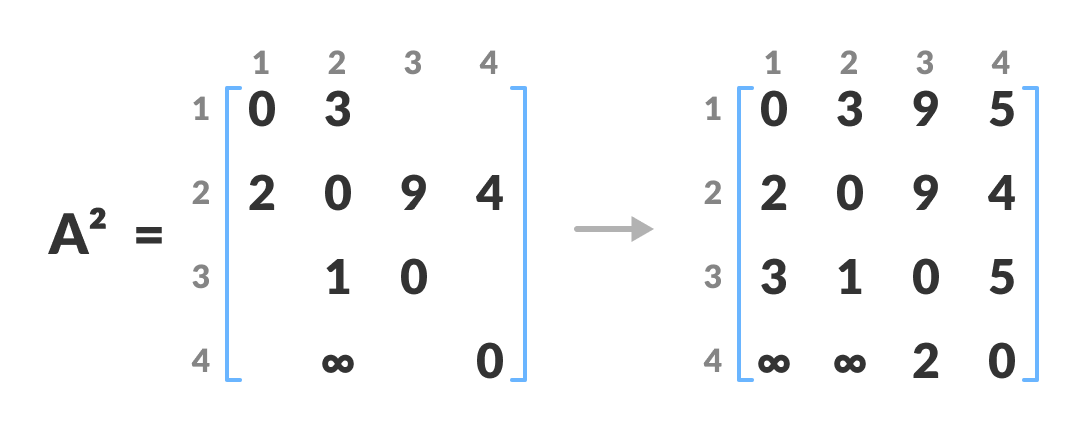 1 2 3 4 1 2 3 4
1 0 3 1 0 3 9 5
2 2 0 9 4 2 2 0 9 4
A² =
3 1 0 3 3 1 0 5
4 ∞ 0 4 ∞ ∞ 2 0